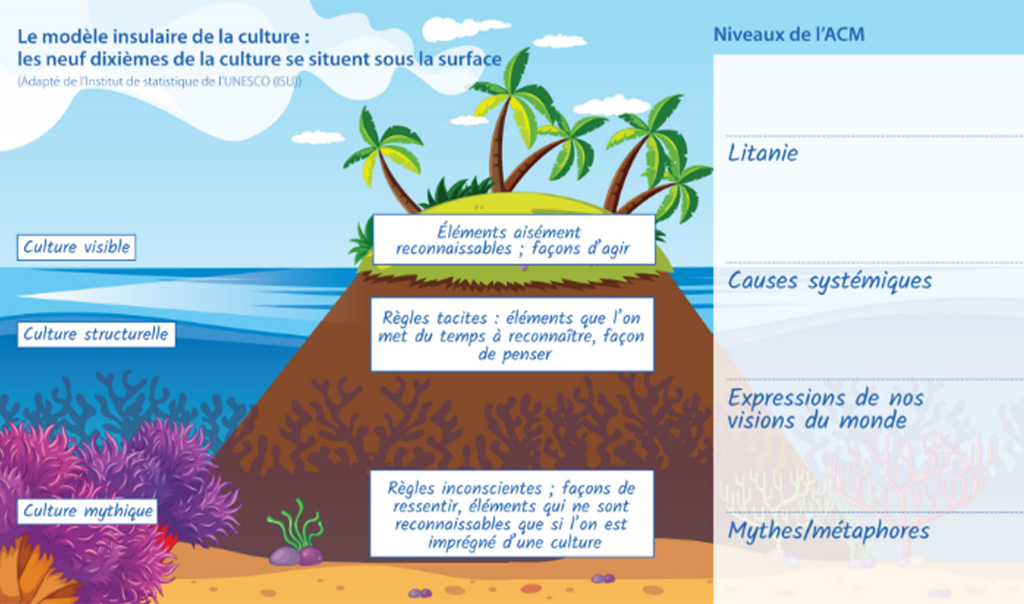 Le modèle insulaire de la culture :
les neuf dixièmes de la culture se situent sous la surface
(Adapté de l'Institut de statistique de l'UNESCO (ISU))
Niveaux de l'ACM
Litanie
Culture visible
Éléments aisément
reconnaissables ; façons d'agir
Causes systémiques
Culture structurelle
Règles tacites : éléments que l'on
met du temps à reconnaître, façon
de penser
Expressions de nos
visions du monde
Culture mythique
Règles inconscientes ; façons de
ressentir, éléments qui ne sont
reconnaissables que si l'on est
imprégné d'une culture
Mythes/métaphores